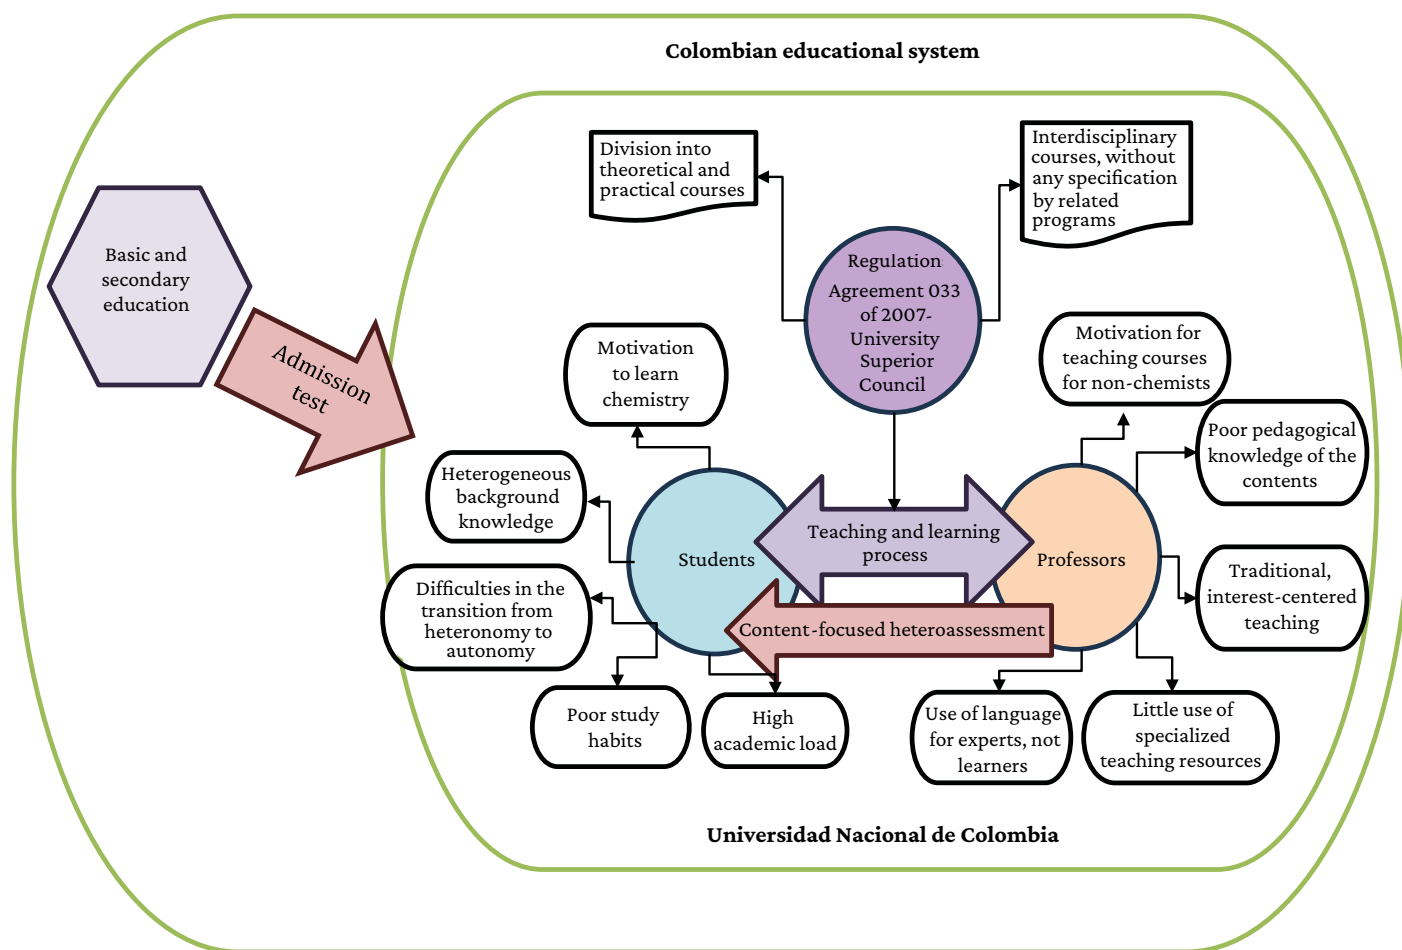 Colombian educational system
Division into
theoretical and
practical courses
Interdisciplinary
courses, without
any specification
by related
programs
Basic and
secondary
education
Regulation:
Agreement 033
of 2007-
University
Superior
Council
Admission
test
Motivation
to learn
chemistry
Motivation for
teaching courses
for non-chemists
Heterogeneous
background
knowledge
Poor pedagogical
knowledge of the
contents
Students
Teaching and learning
process
Professors
Difficulties in the
transition from
heteronomy to
autonomy
Traditional,
interest-centered
teaching
Content-focused heteroassessment
Poor study
habits
High
academic load
Use of language
for experts, not
learners
Little use of
specialized
teaching resources
Universidad Nacional de Colombia